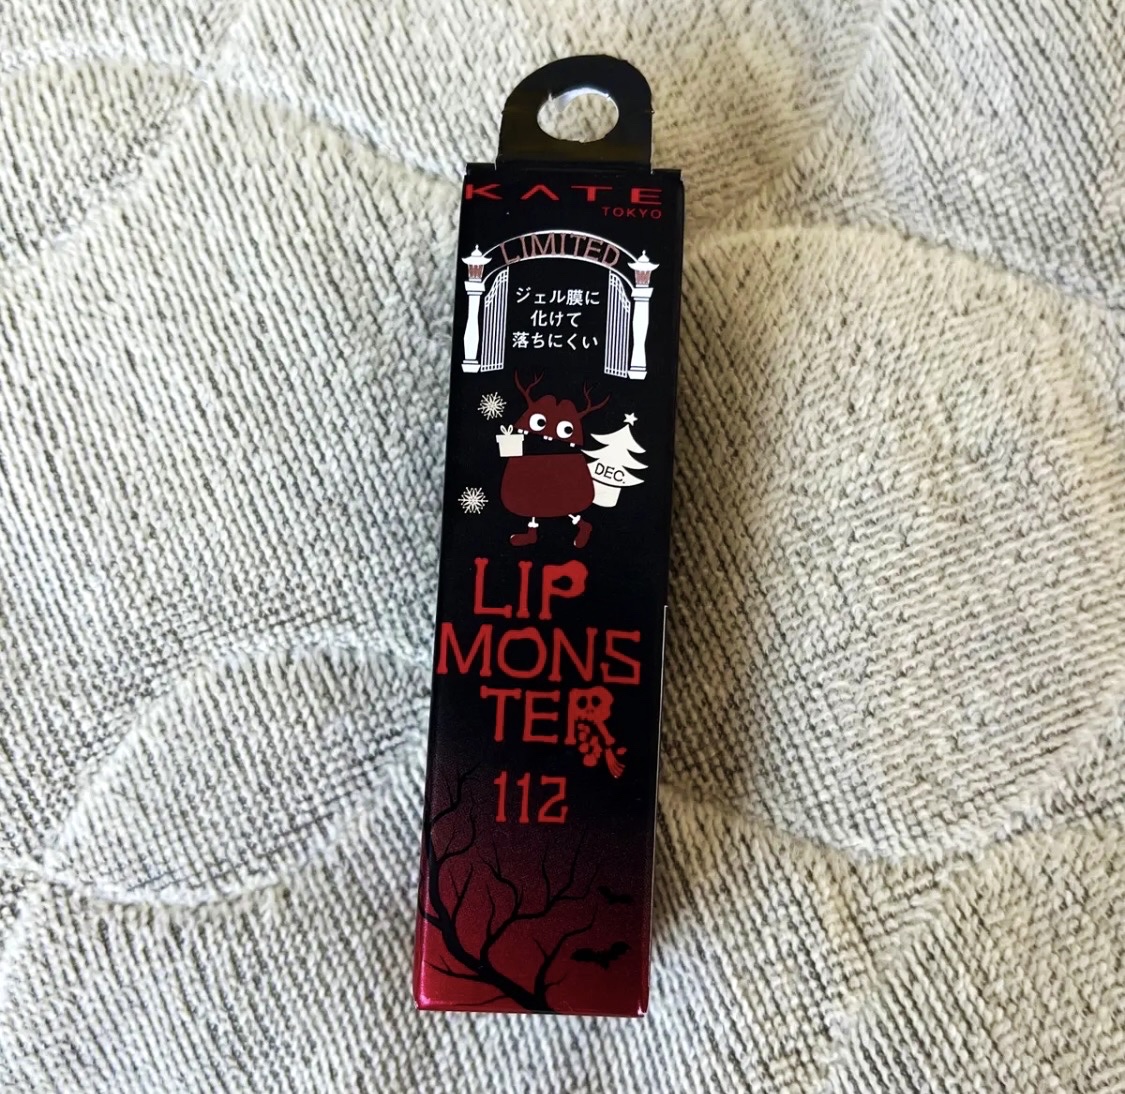 KATE
TOKYO
LIMITED
ジェル膜に
化けて
落ちにくい
DEC.
LIP
MONS
TER
112